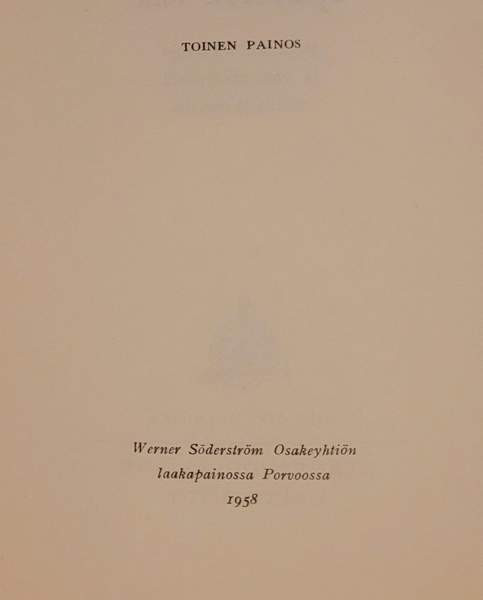 TOINEN PAINOS
Werner Söderström Osakeyhtiön
laakapainossa Porvoossa
1958